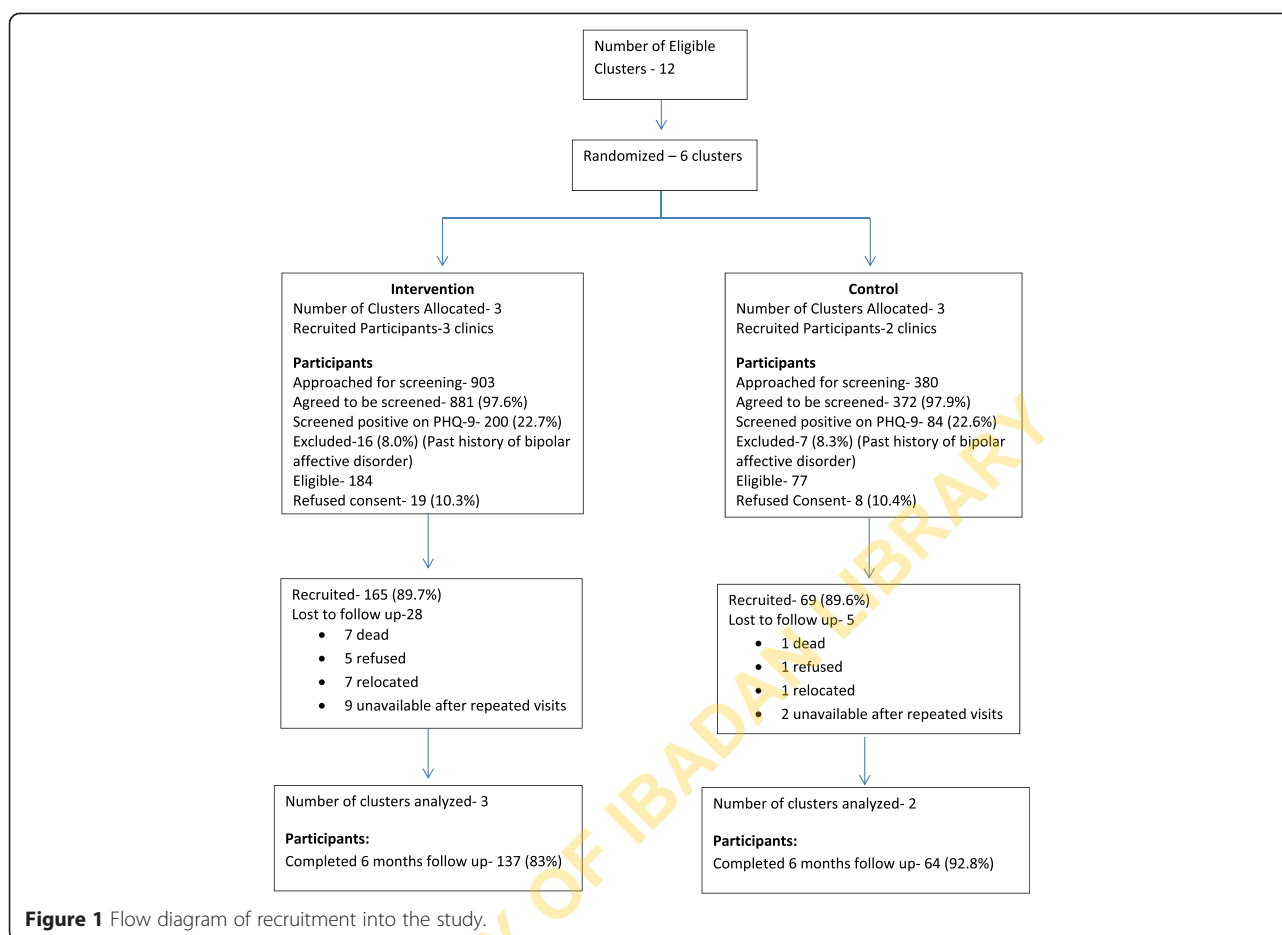 Number of Eligible
Clusters - 12
Randomized – 6 clusters
Intervention
Number of Clusters Allocated- 3
Recruited Participants-3 clinics
Participants
Approached for screening- 903
Agreed to be screened- 881 (97.6%)
Screened positive on PHQ-9- 200 (22.7%)
Excluded-16 (8.0%) (Past history of bipolar
affective disorder)
Eligible- 184
Refused consent- 19 (10.3%)
Control
Number of Clusters Allocated- 3
Recruited Participants-2 clinics
Participants
Approached for screening- 380
Agreed to be screened- 372 (97.9%)
Screened positive on PHQ-9- 84 (22.6%)
Excluded-7 (8.3%) (Past history of bipolar
affective disorder)
Eligible- 77
Refused Consent- 8 (10.4%)
Recruited- 165 (89.7%)
Lost to follow up-28
• 7 dead
• 5 refused
• 7 relocated
• 9 unavailable after repeated visits
Recruited- 69 (89.6%)
Lost to follow up- 5
• 1 dead
• 1 refused
• 1 relocated
• 2 unavailable after repeated visits
Number of clusters analyzed- 3
Participants:
Completed 6 months follow up- 137 (83%)
Number of clusters analyzed- 2
Participants:
Completed 6 months follow up- 64 (92.8%)
Figure 1 Flow diagram of recruitment into the study.
Y OF IBADAN LIBRARY